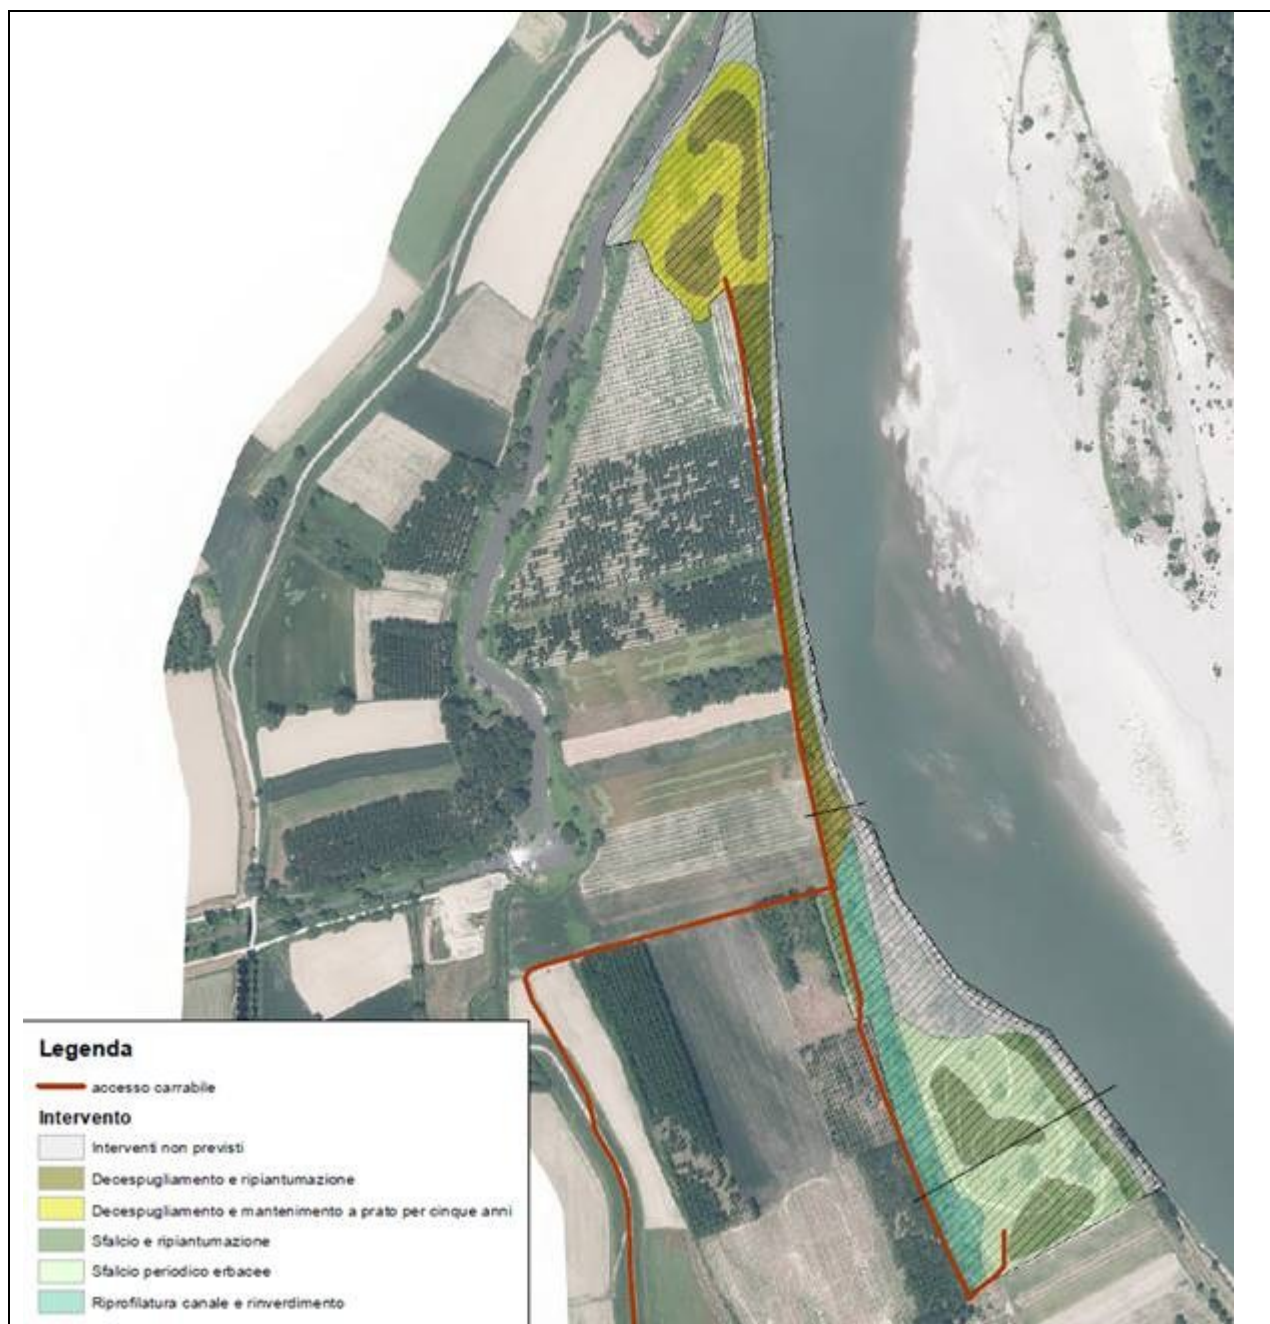 Legenda
accesso carrabile
Intervento
Interventi non previsti
Decespugliamento e ripiantumazione
Decespugliamento e mantenimento a prato per cinque anni
Sfalcio e ripiantumazione
Sfalcio periodico erbacee
Riprofilatura canale e rinverdimento